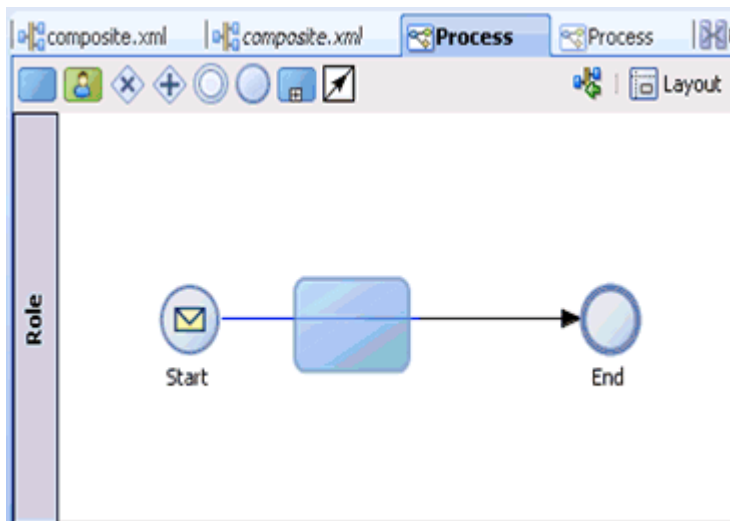 composite.xml composite.xml Process Process
Layout
Role
Start
End